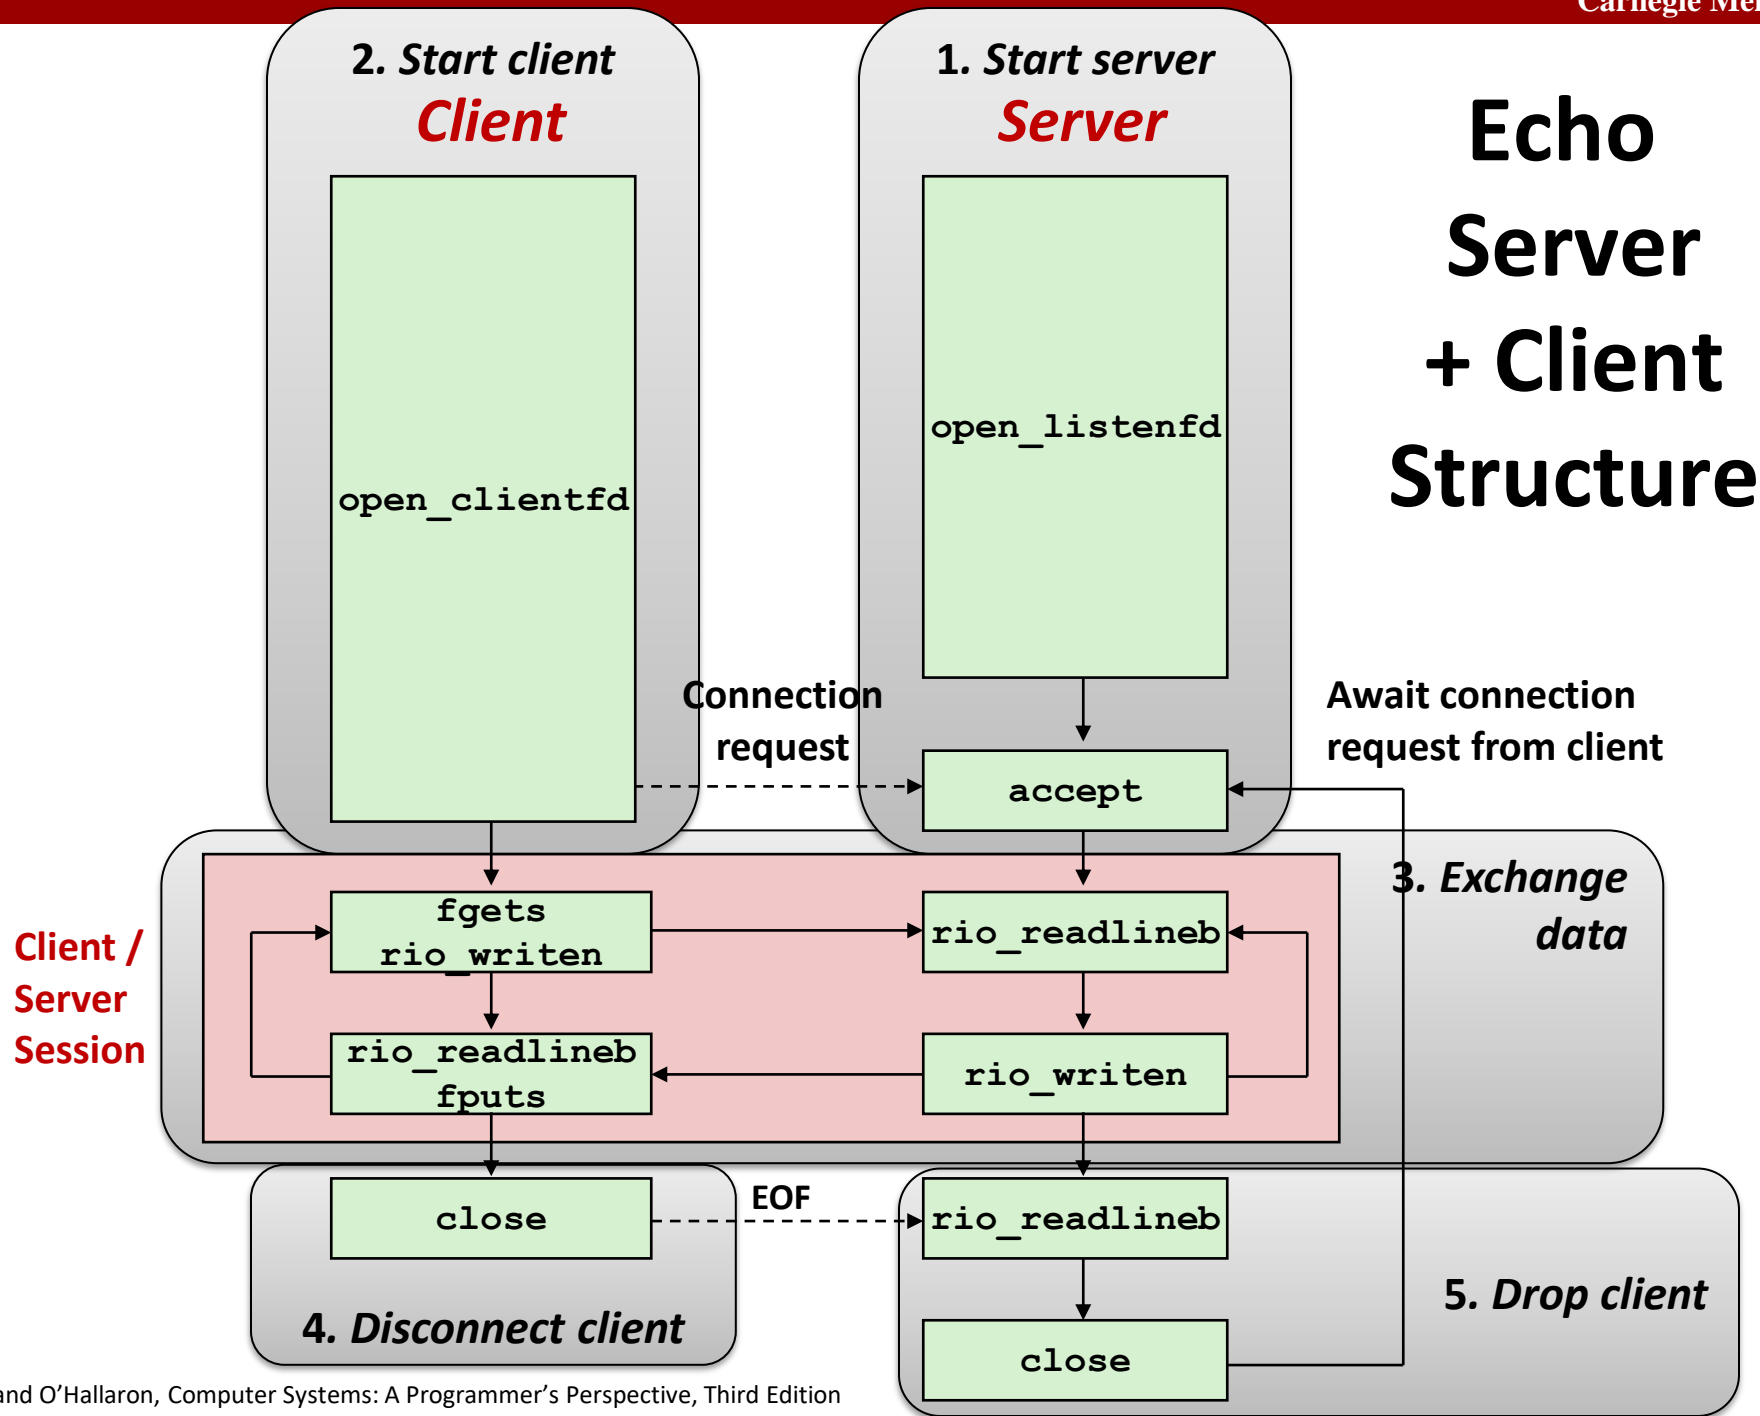 Carnegie Mel
2. Start client
Client
1. Start server
Server
Echo
Server
+ Client
Structure
open_listenfd
open_clientfd
Connection
request
Await connection
request from client
accept
3. Exchange
data
Client /
Server
Session
fgets
rio_writen
rio_readlineb
rio_readlineb
fputs
rio_writen
close
EOF
rio_readlineb
4. Disconnect client
5. Drop client
close
and O'Hallaron, Computer Systems: A Programmer's Perspective, Third Edition